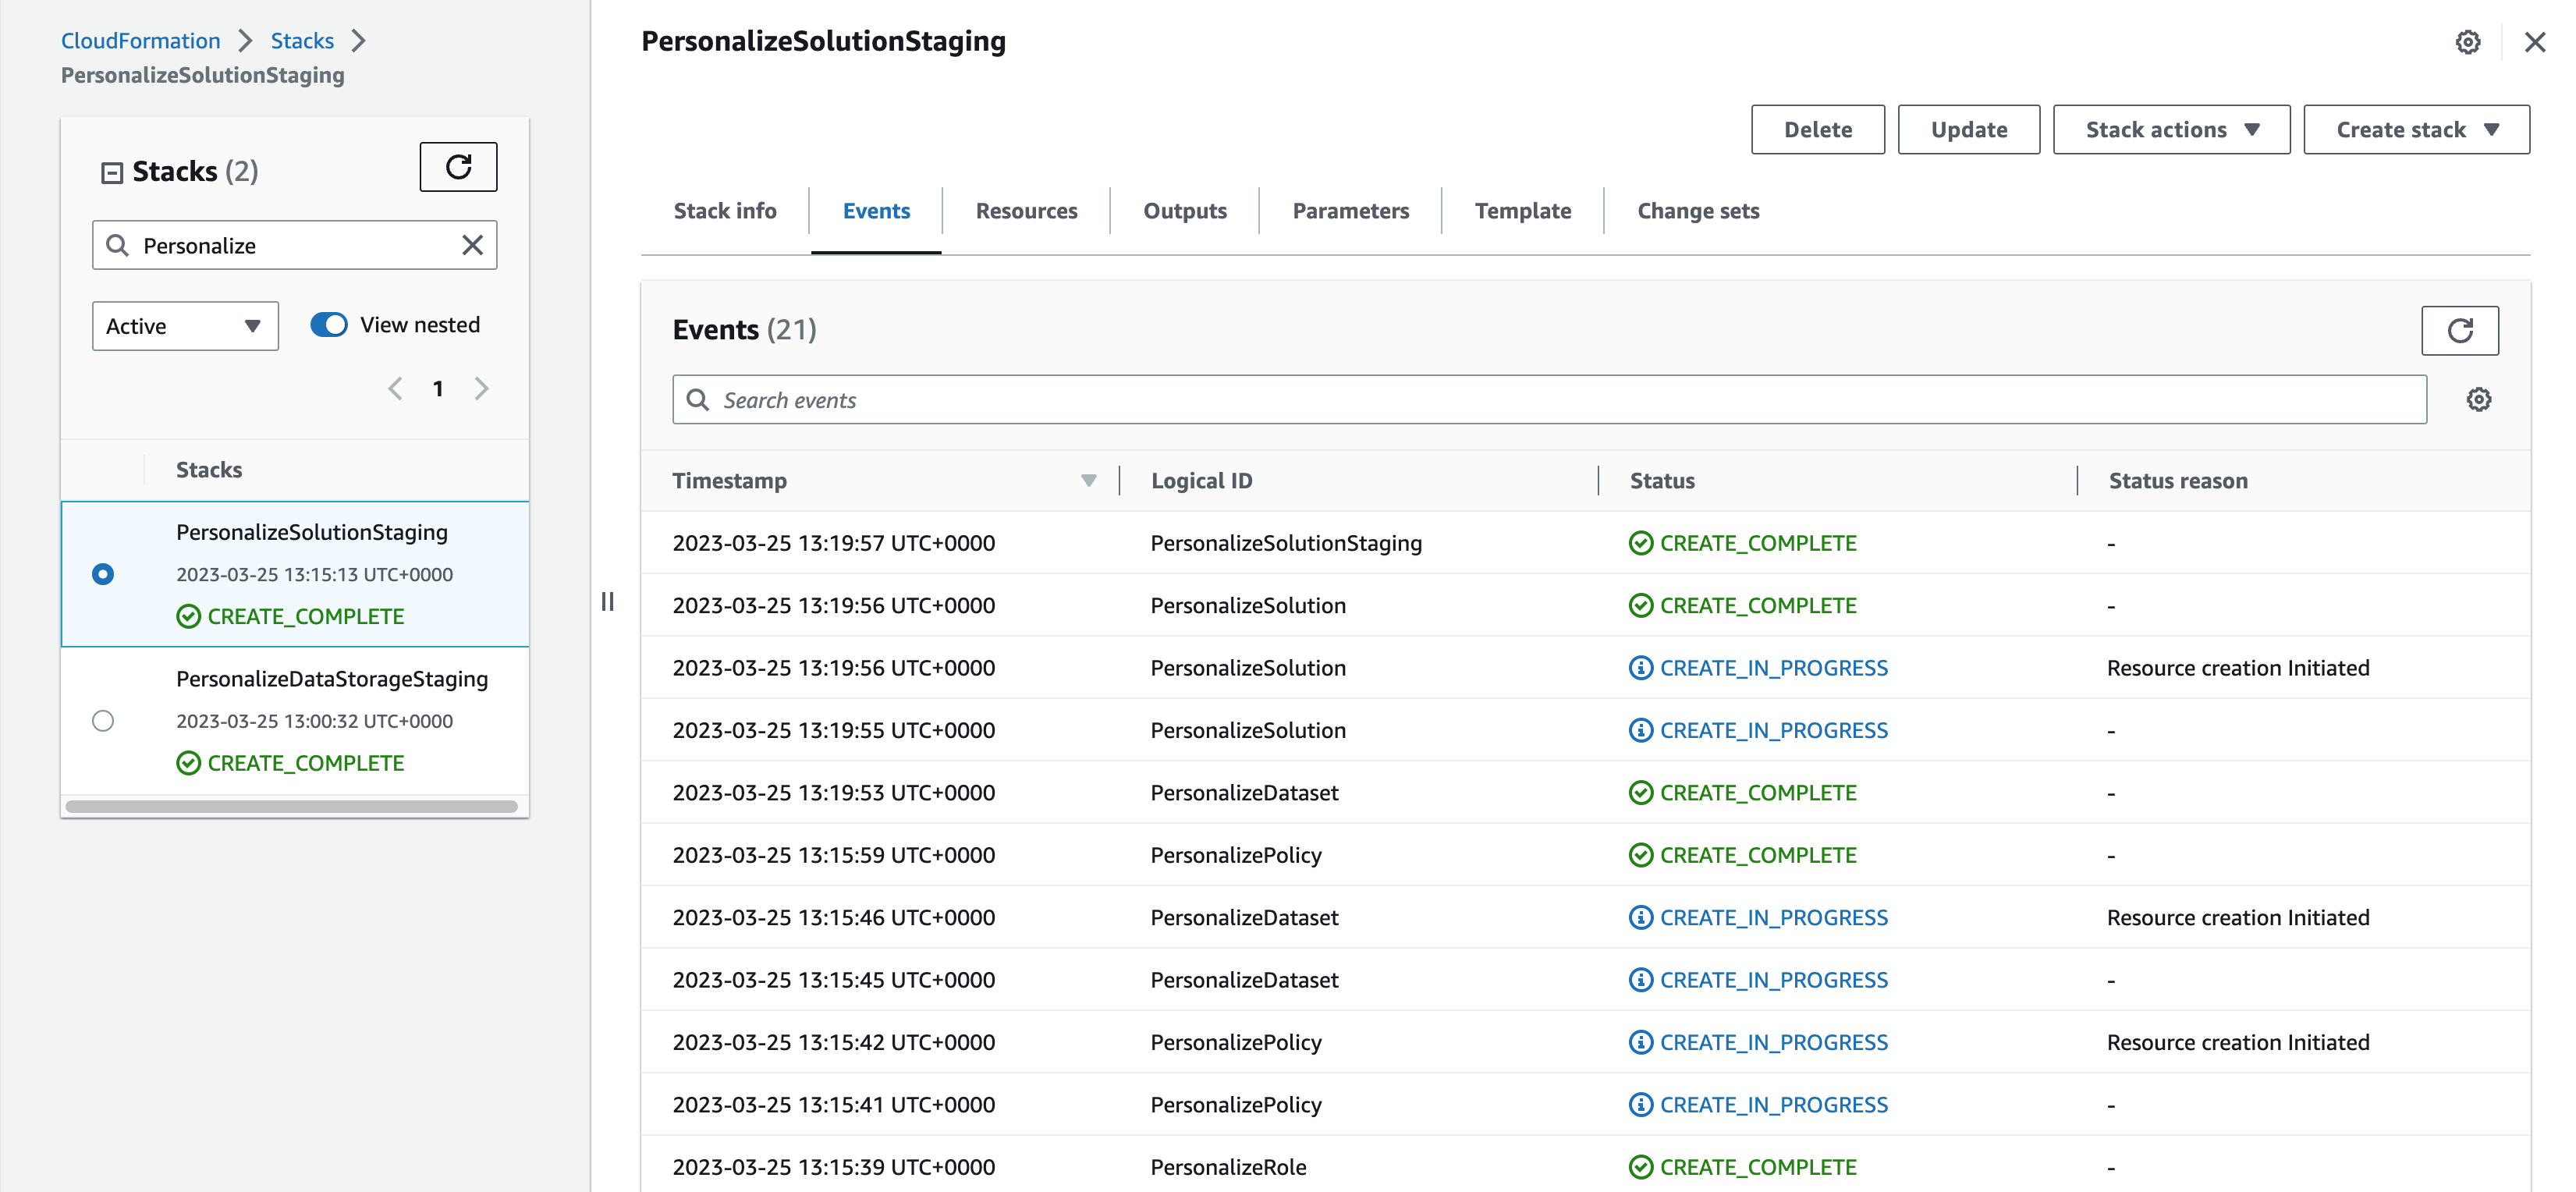 CloudFormation > Stacks >
PersonalizeSolutionStaging
Stacks (2)
Personalize
Active
View nested
1
Stacks
PersonalizeSolutionStaging
2023-03-25 13:15:13 UTC+0000
CREATE_COMPLETE
PersonalizeDataStorageStaging
2023-03-25 13:00:32 UTC+0000
CREATE_COMPLETE
PersonalizeSolutionStaging
Delete Update Stack actions Create stack
Stack info Events Resources Outputs Parameters Template Change sets
Events (21)
Search events
Timestamp Logical ID Status Status reason
2023-03-25 13:19:57 UTC+0000 PersonalizeSolutionStaging CREATE_COMPLETE -
2023-03-25 13:19:56 UTC+0000 PersonalizeSolution CREATE_COMPLETE -
2023-03-25 13:19:56 UTC+0000 PersonalizeSolution CREATE_IN_PROGRESS Resource creation Initiated
2023-03-25 13:19:55 UTC+0000 PersonalizeSolution CREATE_IN_PROGRESS -
2023-03-25 13:19:53 UTC+0000 PersonalizeDataset CREATE_COMPLETE -
2023-03-25 13:15:59 UTC+0000 PersonalizePolicy CREATE_COMPLETE -
2023-03-25 13:15:46 UTC+0000 PersonalizeDataset CREATE_IN_PROGRESS Resource creation Initiated
2023-03-25 13:15:45 UTC+0000 PersonalizeDataset CREATE_IN_PROGRESS -
2023-03-25 13:15:42 UTC+0000 PersonalizePolicy CREATE_IN_PROGRESS Resource creation Initiated
2023-03-25 13:15:41 UTC+0000 PersonalizePolicy CREATE_IN_PROGRESS -
2023-03-25 13:15:39 UTC+0000 PersonalizeRole CREATE_COMPLETE -